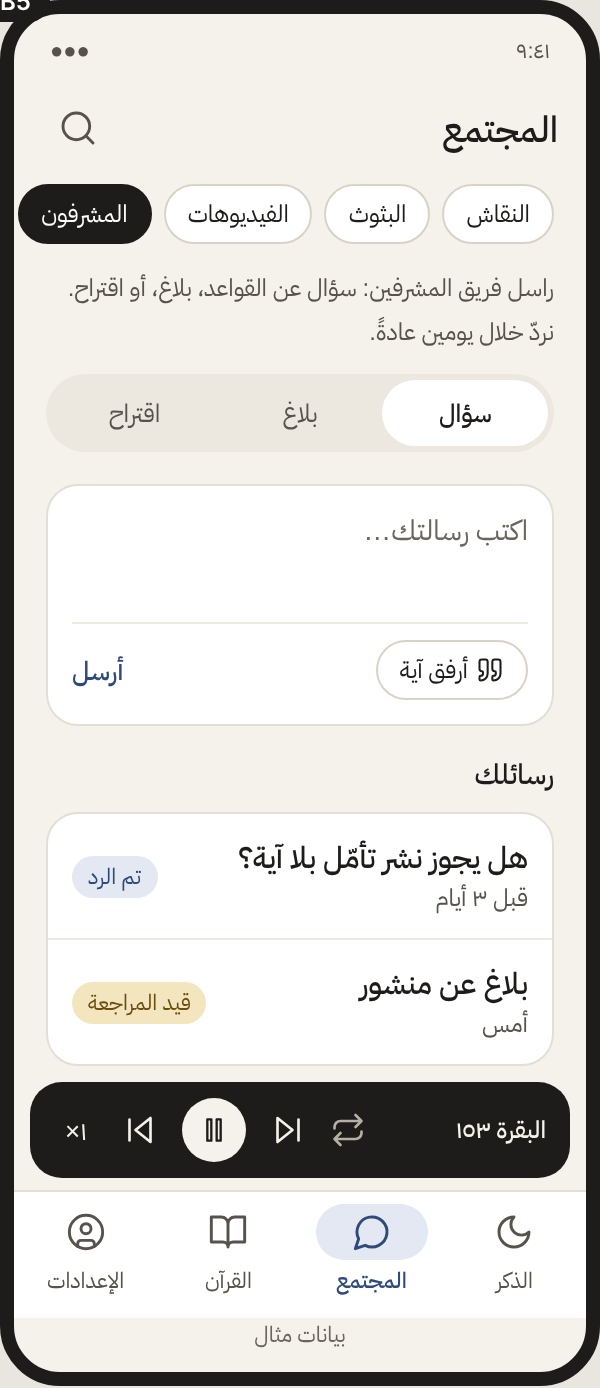 B5
٩:٤١
المجتمع
النقاش
البثوث
الفيديوهات
المشرفون
راسل فريق المشرفين: سؤال عن القواعد، بلاغ، أو اقتراح.
نردّ خلال يومين عادةً.
سؤال
بلاغ
اقتراح
اكتب رسالتك...
أرفق آية
أرسل
رسائلك
هل يجوز نشر تأمّل بلا آية؟
تم الرد
قبل ٣ أيام
بلاغ عن منشور
قيد المراجعة
أمس
البقرة ١٥٣
١×
الذكر
المجتمع
القرآن
الإعدادات
بيانات مثال